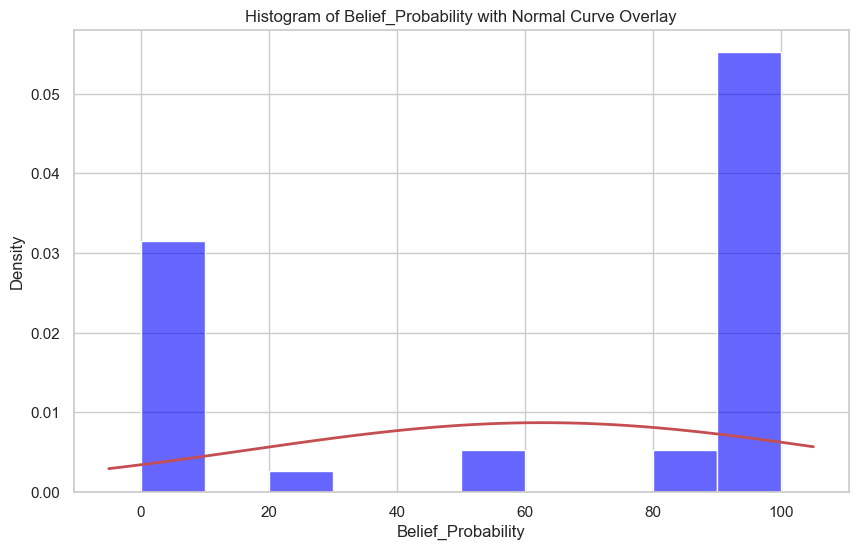 Histogram of Belief_Probability with Normal Curve Overlay
Density
0.05
0.04
0.03
0.02
0.01
0.00
0 20 40 60 80 100
Belief_Probability